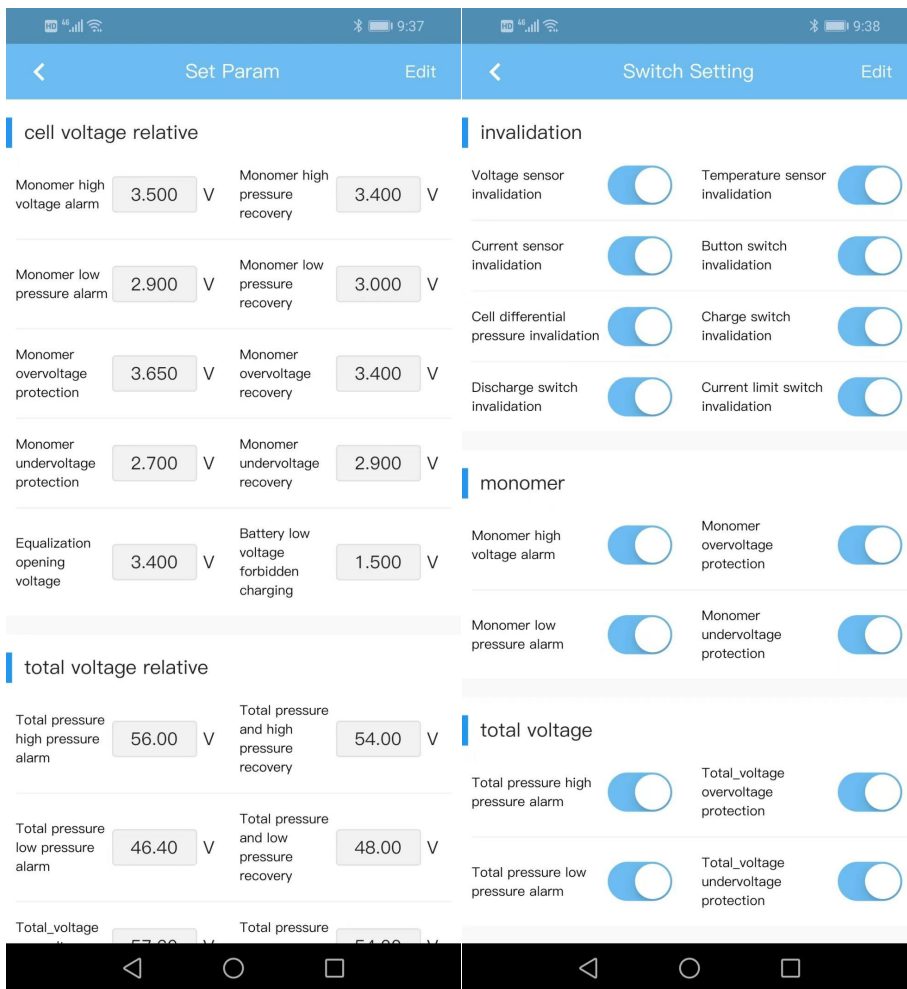 HD 46 9:37
Set Param Edit
cell voltage relative
Monomer high
voltage alarm
3.500 V
Monomer high
pressure
recovery
3.400 V
Monomer low
pressure alarm
2.900 V
Monomer low
pressure
recovery
3.000 V
Monomer
overvoltage
protection
3.650 V
Monomer
overvoltage
recovery
3.400 V
Monomer
undervoltage
protection
2.700 V
Monomer
undervoltage
recovery
2.900 V
Equalization
opening
voltage
3.400 V
Battery low
voltage
forbidden
charging
1.500 V
total voltage relative
Total pressure
high pressure
alarm
56.00 V
Total pressure
and high
pressure
recovery
54.00 V
Total pressure
low pressure
alarm
46.40 V
Total pressure
and low
pressure
recovery
48.00 V
Total_voltage
Total pressure
HD 46 9:38
Switch Setting Edit
invalidation
Voltage sensor
invalidation
Temperature sensor
invalidation
Current sensor
invalidation
Button switch
invalidation
Cell differential
pressure invalidation
Charge switch
invalidation
Discharge switch
invalidation
Current limit switch
invalidation
monomer
Monomer high
voltage alarm
Monomer
overvoltage
protection
Monomer low
pressure alarm
Monomer
undervoltage
protection
total voltage
Total pressure high
pressure alarm
Total_voltage
overvoltage
protection
Total pressure low
pressure alarm
Total_voltage
undervoltage
protection